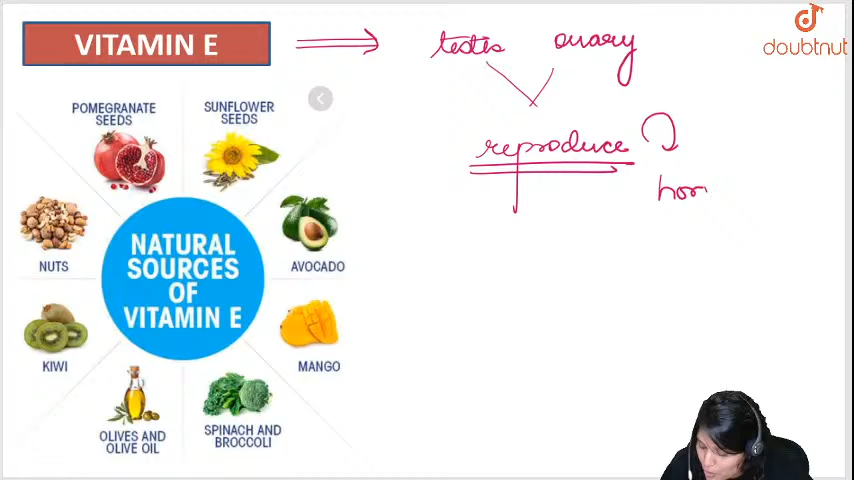 VITAMIN E
testis ovary
doubtnut
reproduce
hor
POMEGRANATE
SEEDS
SUNFLOWER
SEEDS
NUTS
AVOCADO
NATURAL
SOURCES
OF
VITAMIN E
KIWI
MANGO
OLIVES AND
OLIVE OIL
SPINACH AND
BROCCOLI